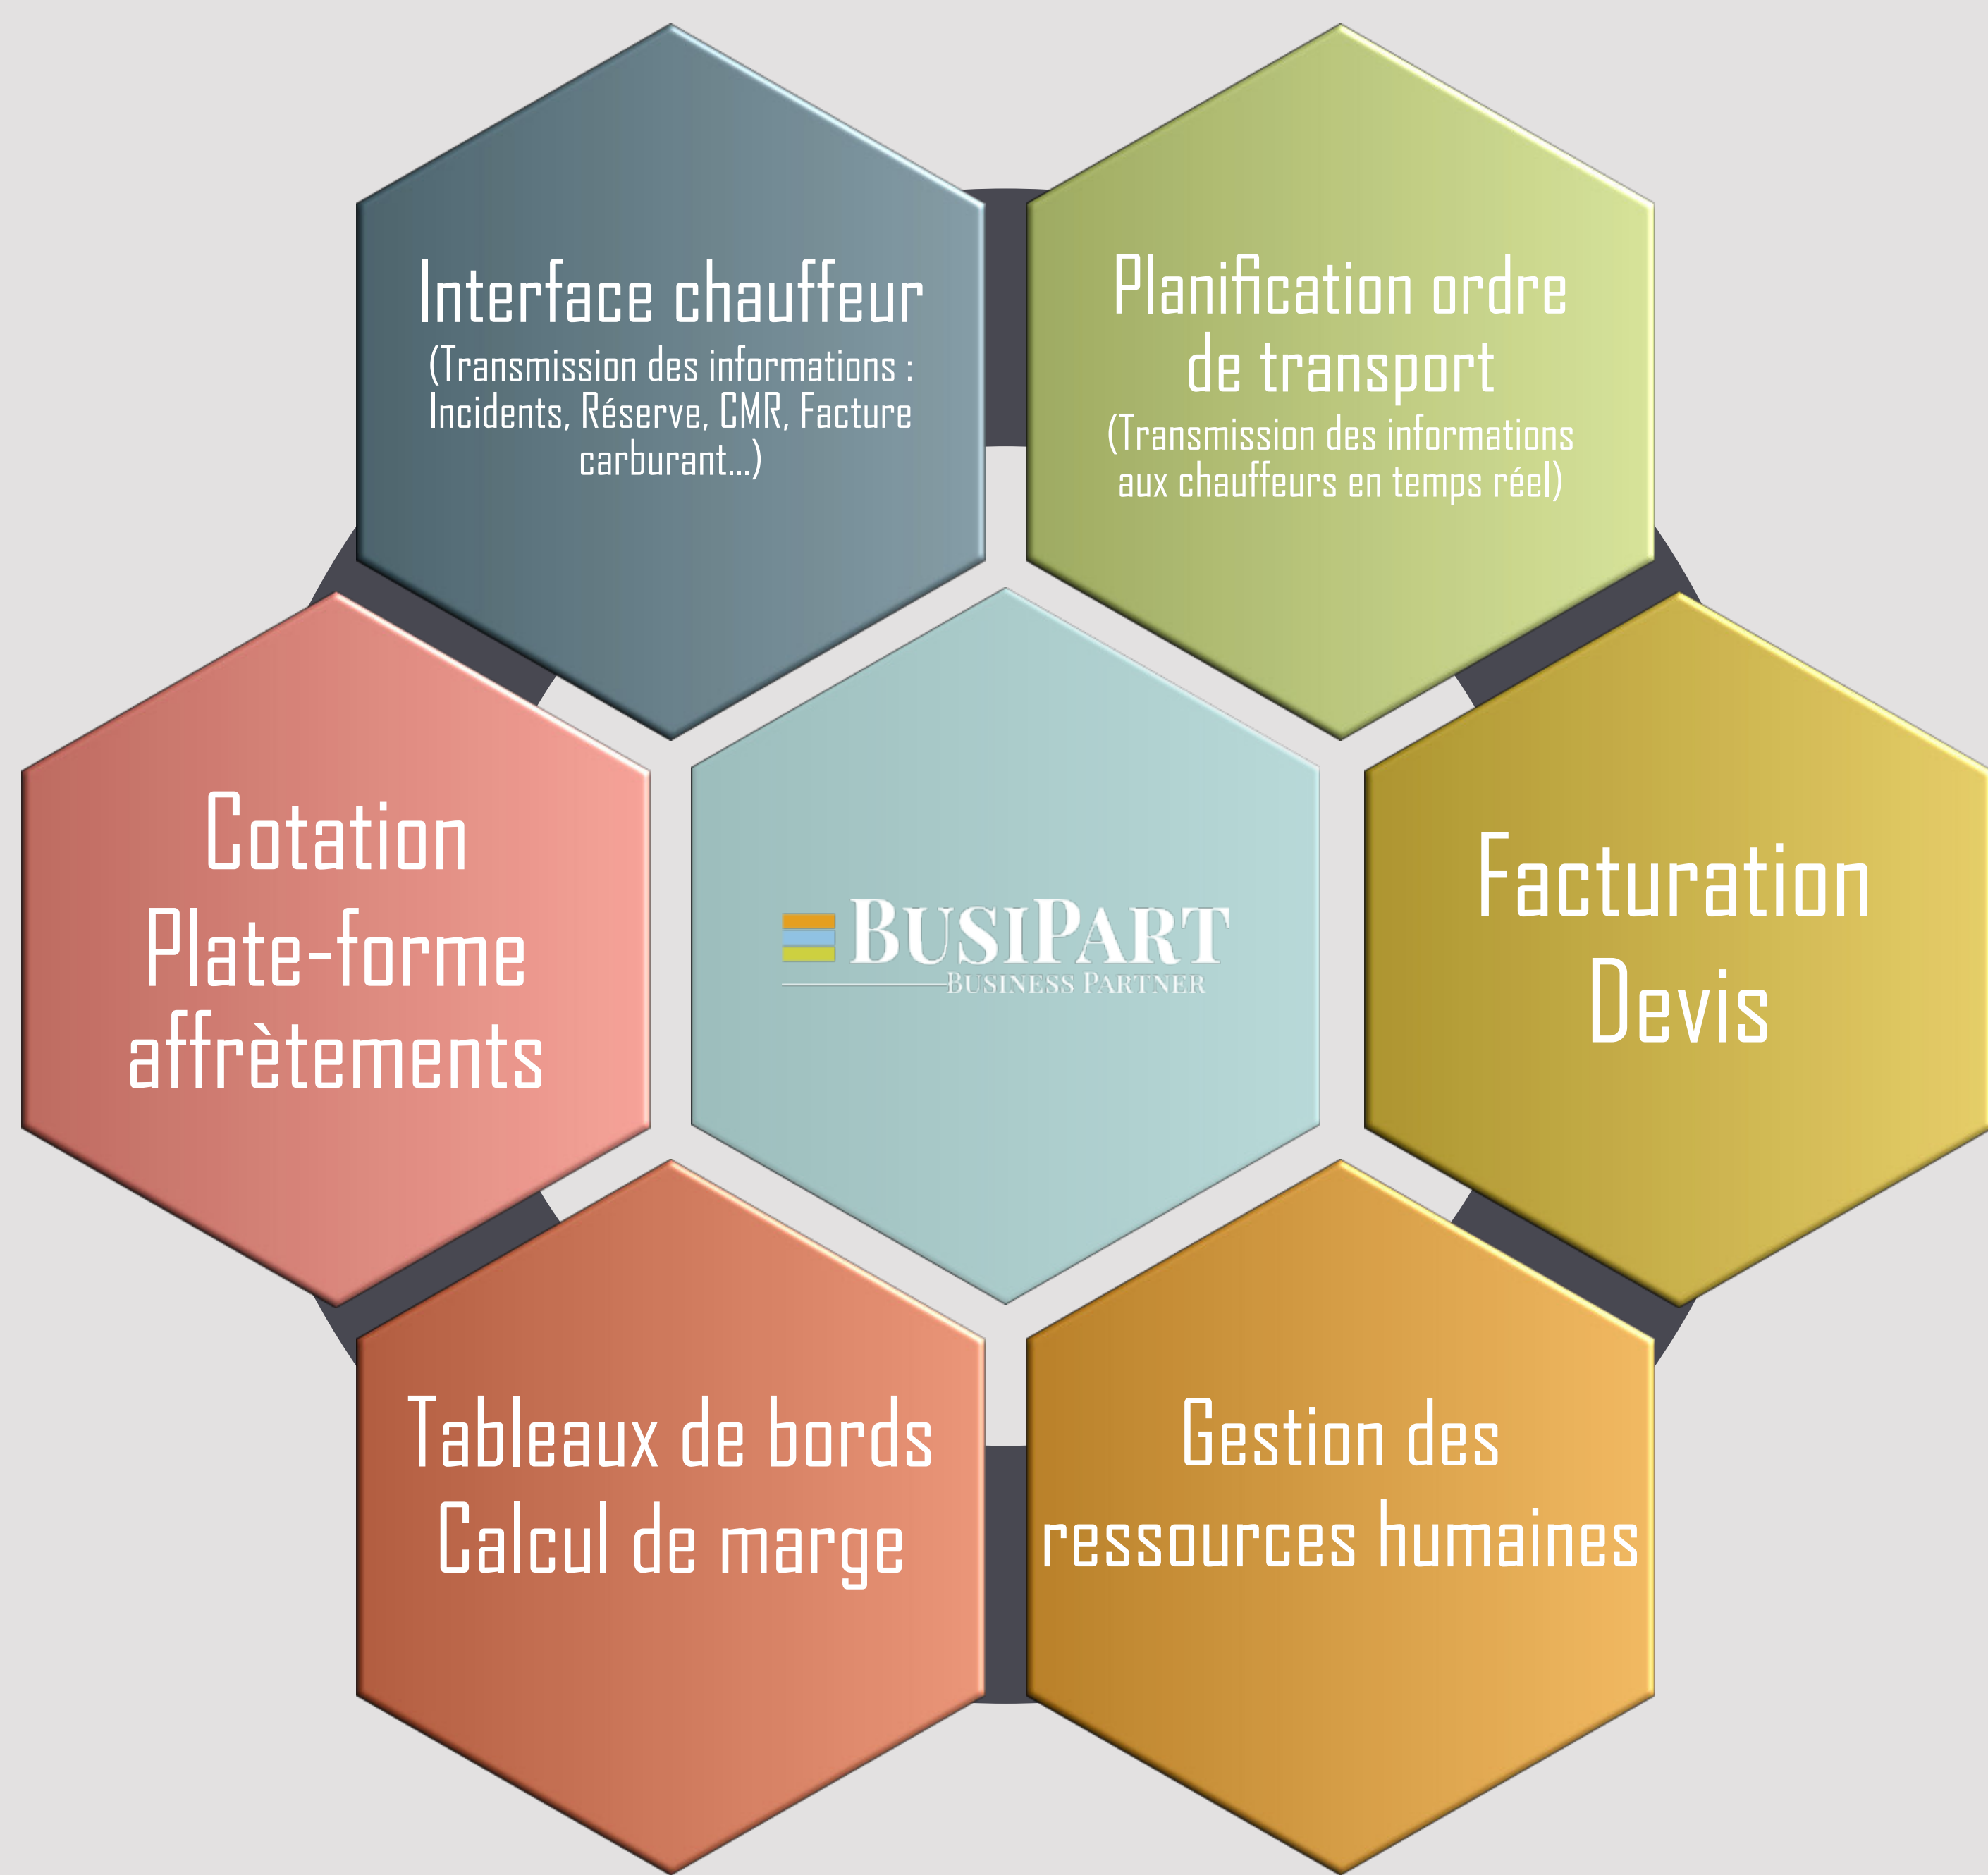 Interface chauffeur
(Transmission des informations :
Incidents, Réserve, CMR, Facture
carburant...)
Planification ordre
de transport
(Transmission des informations
aux chauffeurs en temps réel)
Cotation
Plate-forme
affrètements
BUSIPART
BUSINESS PARTNER
Facturation
Devis
Tableaux de bords
Calcul de marge
Gestion des
ressources humaines